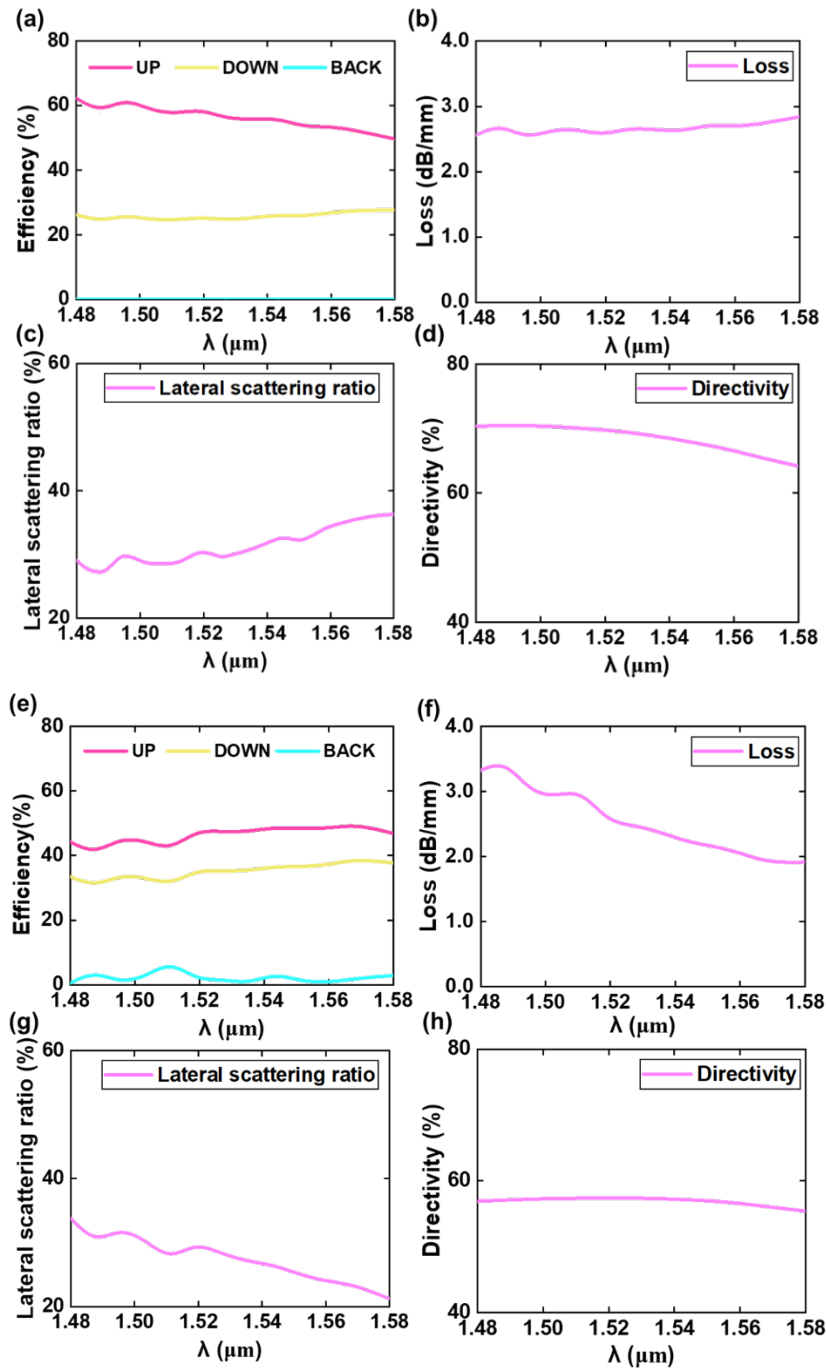 (a)
80
60
40
20
0
Efficiency (%)
UP DOWN BACK
1.48 1.50 1.52 1.54 1.56 1.58
λ (μm)
(b)
4.0
3.0
2.0
1.0
0.0
Loss (dB/mm)
Loss
1.48 1.50 1.52 1.54 1.56 1.58
λ (μm)
(c)
60
40
20
Lateral scattering ratio (%)
Lateral scattering ratio
1.48 1.50 1.52 1.54 1.56 1.58
λ (μm)
(d)
80
60
40
Directivity (%)
Directivity
1.48 1.50 1.52 1.54 1.56 1.58
λ (μm)
(e)
80
60
40
20
0
Efficiency(%)
UP DOWN BACK
1.48 1.50 1.52 1.54 1.56 1.58
λ (μm)
(f)
4.0
3.0
2.0
1.0
0.0
Loss (dB/mm)
Loss
1.48 1.50 1.52 1.54 1.56 1.58
λ (μm)
(g)
60
40
20
Lateral scattering ratio (%)
Lateral scattering ratio
1.48 1.50 1.52 1.54 1.56 1.58
λ (μm)
(h)
80
60
40
Directivity (%)
Directivity
1.48 1.50 1.52 1.54 1.56 1.58
λ (μm)